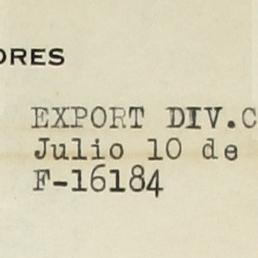 ORES
EXPORT DIV.C
Julio 10 de
F-16184